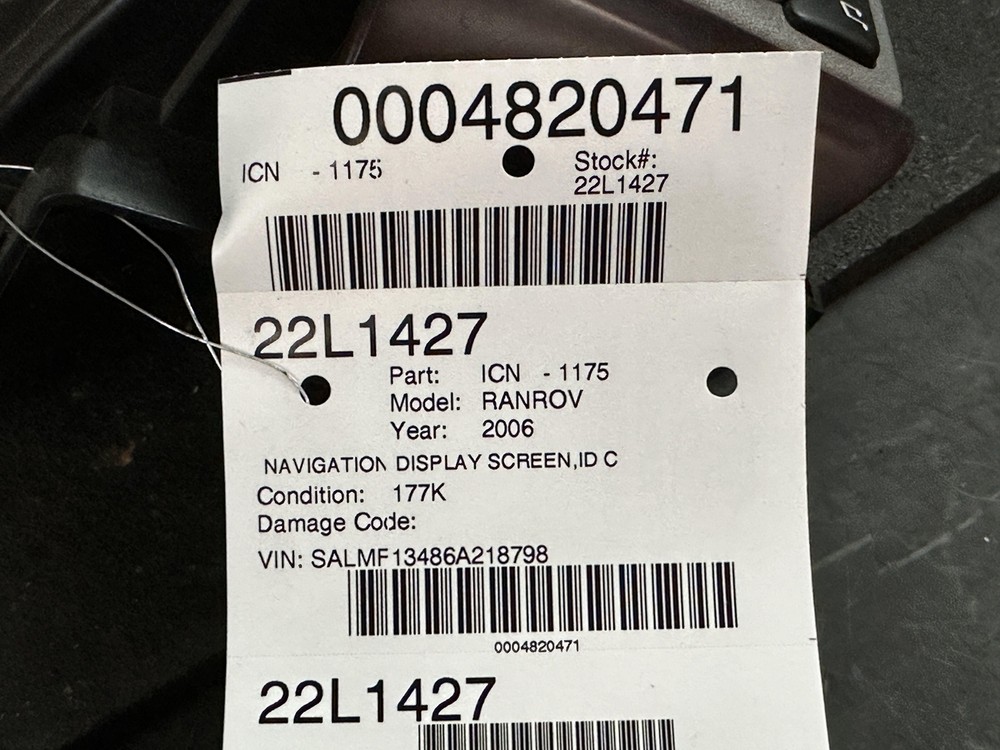 0004820471
ICN - 1175
Stock#:
22L1427
22L1427
Part: ICN - 1175
Model: RANROV
Year: 2006
NAVIGATION DISPLAY SCREEN,ID C
Condition: 177K
Damage Code:
VIN: SALMF13486A218798
0004820471
22L1427